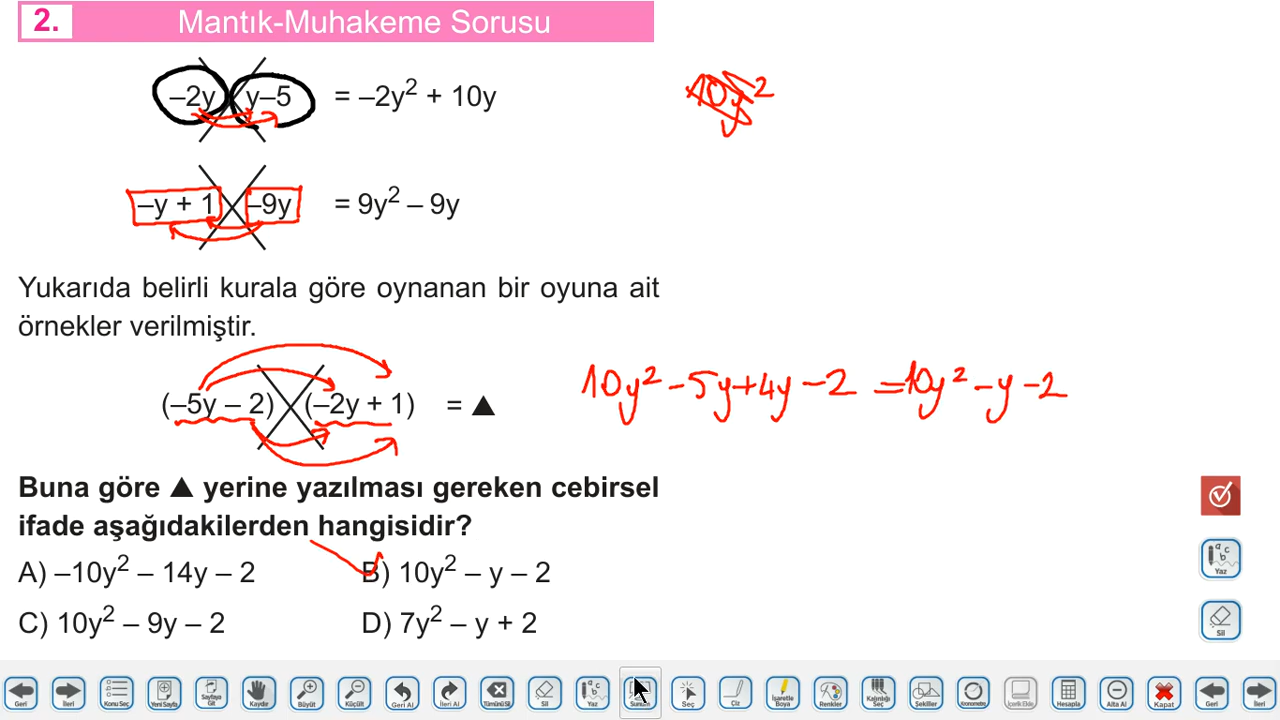 2. Mantık-Muhakeme Sorusu
–2y y–5 = –2y² + 10y
10y²
y
–y + 1 –9y = 9y² – 9y
Yukarıda belirli kurala göre oynanan bir oyuna ait
örnekler verilmiştir.
(–5y – 2) (–2y + 1) = ▲ 10y² -5y+4y-2 =10y² -y-2
Buna göre ▲ yerine yazılması gereken cebirsel
ifade aşağıdakilerden hangisidir?
A) –10y² – 14y – 2 B) 10y² – y – 2
C) 10y² – 9y – 2 D) 7y² – y + 2
a b c
Yaz
Sil
Geri İleri Konu Seç Yeni Sayfa Sayfaya Git Kaydır Büyüt Küçült Geri Al İleri Al Tümünü Sil Sil Yaz Seç Çiz İşaretle Boya Renkler Kalınlığı Seç Şekiller Kronometre İçerik Ekle Hesapla Alta Al Kapat Geri İleri